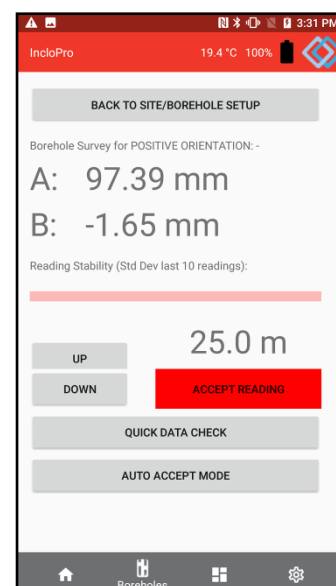 3:31 PM
IncloPro 19.4 °C 100%
BACK TO SITE/BOREHOLE SETUP
Borehole Survey for POSITIVE ORIENTATION: -
A: 97.39 mm
B: -1.65 mm
Reading Stability (Std Dev last 10 readings):
25.0 m
UP
DOWN ACCEPT READING
QUICK DATA CHECK
AUTO ACCEPT MODE
Boreholes